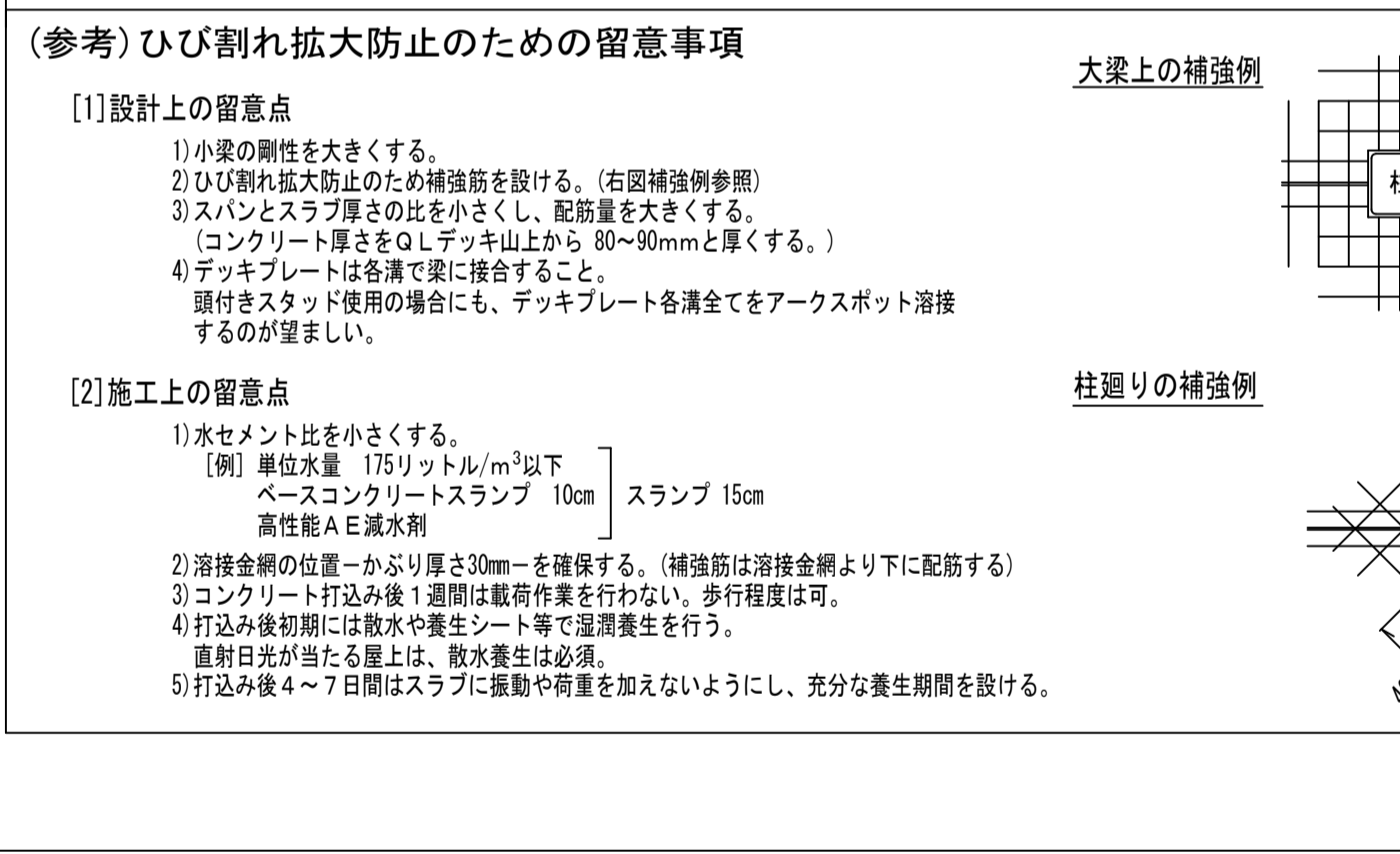 (参考)ひび割れ拡大防止のための留意事項
[1]設計上の留意点
1)小梁の剛性を大きくする。
2)ひび割れ拡大防止のため補強筋を設ける。(右図補強例参照)
3)スパンとスラブ厚さの比を小さくし、配筋量を大きくする。
(コンクリート厚さをＱＬデッキ山上から 80〜90mmと厚くする。)
4)デッキプレートは各溝で梁に接合すること。
頭付きスタッド使用の場合にも、デッキプレート各溝全てをアークスポット溶接
するのが望ましい。
[2]施工上の留意点
1)水セメント比を小さくする。
[例] 単位水量　175リットル/m³以下
ベースコンクリートスランプ　10cm
高性能ＡＥ減水剤
スランプ 15cm
2)溶接金網の位置－かぶり厚さ30mm－を確保する。(補強筋は溶接金網より下に配筋する)
3)コンクリート打込み後１週間は載荷作業を行わない。歩行程度は可。
4)打込み後初期には散水や養生シート等で湿潤養生を行う。
直射日光が当たる屋上は、散水養生は必須。
5)打込み後４〜７日間はスラブに振動や荷重を加えないようにし、充分な養生期間を設ける。
大梁上の補強例
柱廻りの補強例